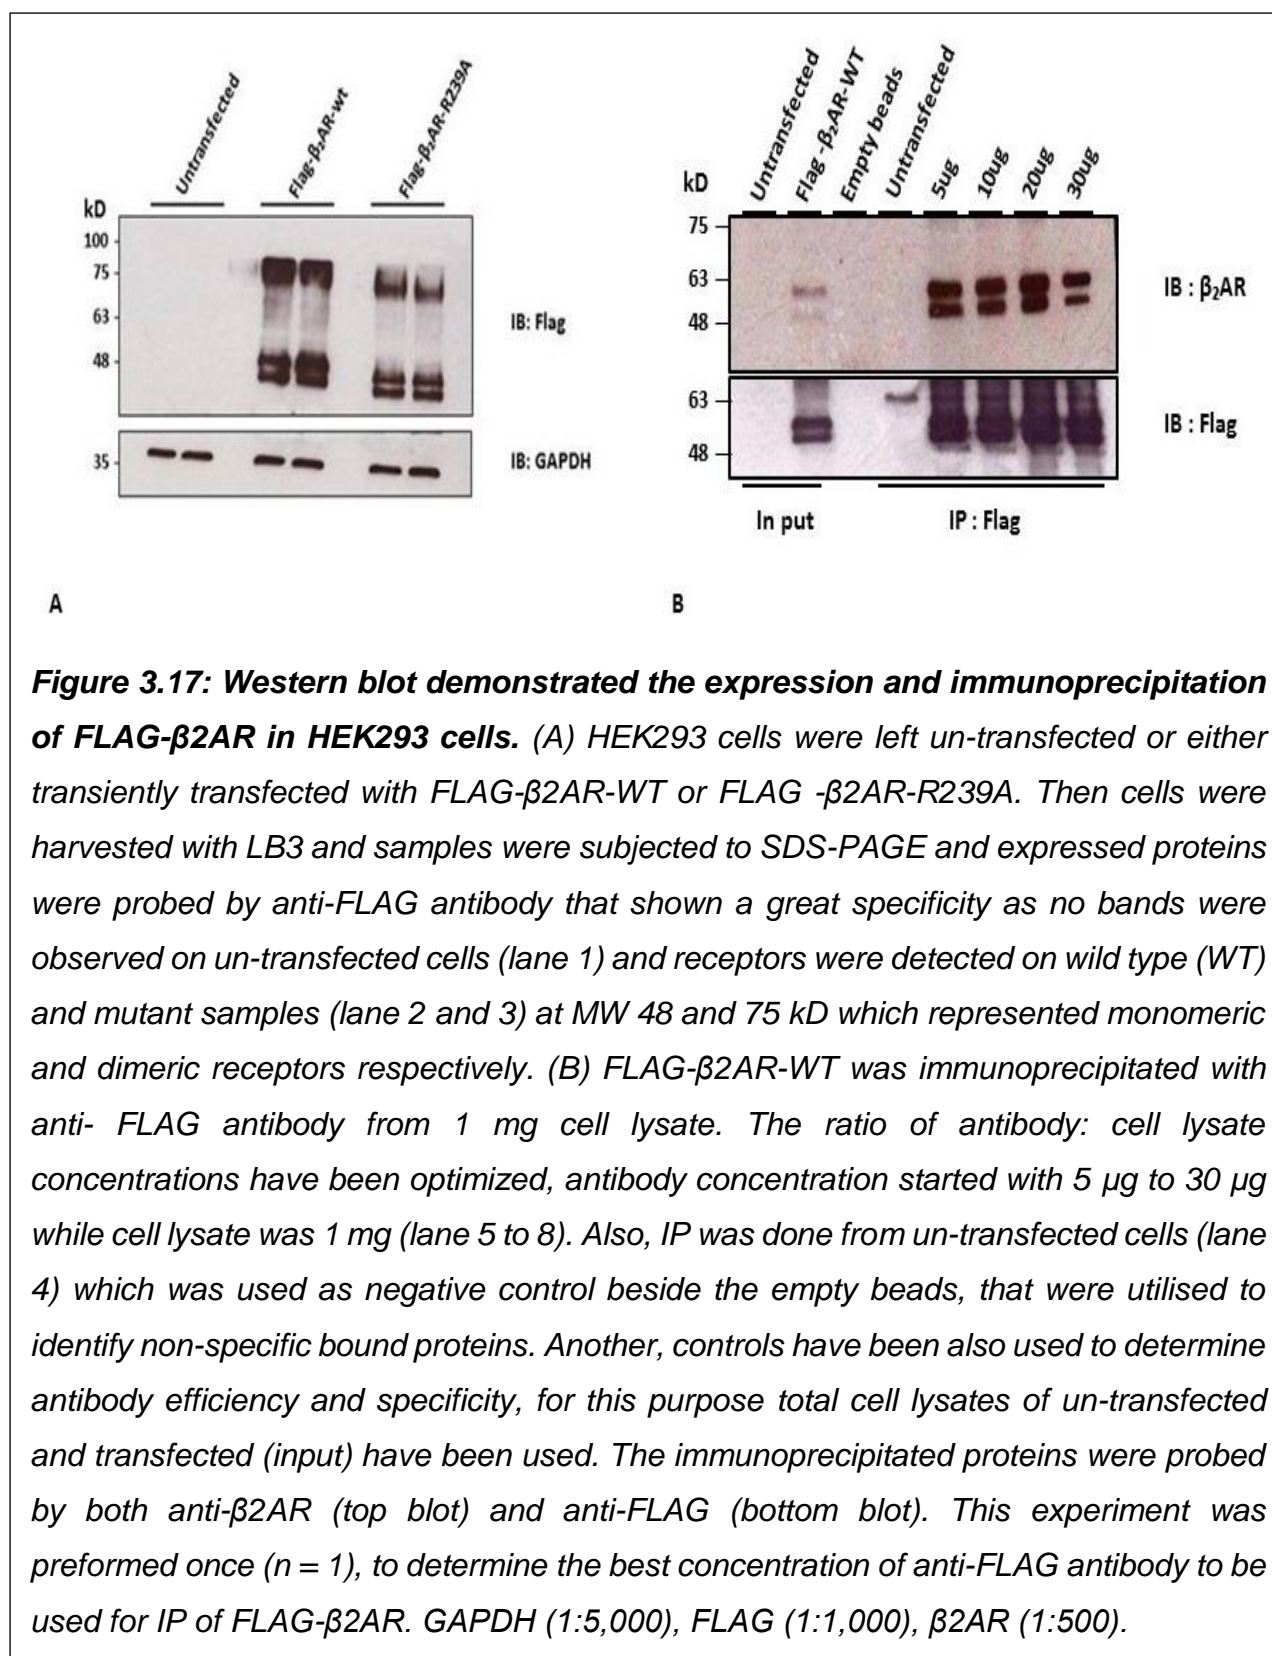 Untransfected
Flag-β₂AR-wt
Flag-β₂AR-R239A
kD
100
75
63
48
35
IB: Flag
IB: GAPDH
A
Untransfected
Flag -β₂AR-WT
Empty beads
Untransfected
5ug
10ug
20ug
30ug
kD
75
63
48
63
48
IB : β₂AR
IB : Flag
In put
IP : Flag
B
Figure 3.17: Western blot demonstrated the expression and immunoprecipitation
of FLAG-β2AR in HEK293 cells. (A) HEK293 cells were left un-transfected or either
transiently transfected with FLAG-β2AR-WT or FLAG -β2AR-R239A. Then cells were
harvested with LB3 and samples were subjected to SDS-PAGE and expressed proteins
were probed by anti-FLAG antibody that shown a great specificity as no bands were
observed on un-transfected cells (lane 1) and receptors were detected on wild type (WT)
and mutant samples (lane 2 and 3) at MW 48 and 75 kD which represented monomeric
and dimeric receptors respectively. (B) FLAG-β2AR-WT was immunoprecipitated with
anti- FLAG antibody from 1 mg cell lysate. The ratio of antibody: cell lysate
concentrations have been optimized, antibody concentration started with 5 µg to 30 µg
while cell lysate was 1 mg (lane 5 to 8). Also, IP was done from un-transfected cells (lane
4) which was used as negative control beside the empty beads, that were utilised to
identify non-specific bound proteins. Another, controls have been also used to determine
antibody efficiency and specificity, for this purpose total cell lysates of un-transfected
and transfected (input) have been used. The immunoprecipitated proteins were probed
by both anti-β2AR (top blot) and anti-FLAG (bottom blot). This experiment was
preformed once (n = 1), to determine the best concentration of anti-FLAG antibody to be
used for IP of FLAG-β2AR. GAPDH (1:5,000), FLAG (1:1,000), β2AR (1:500).